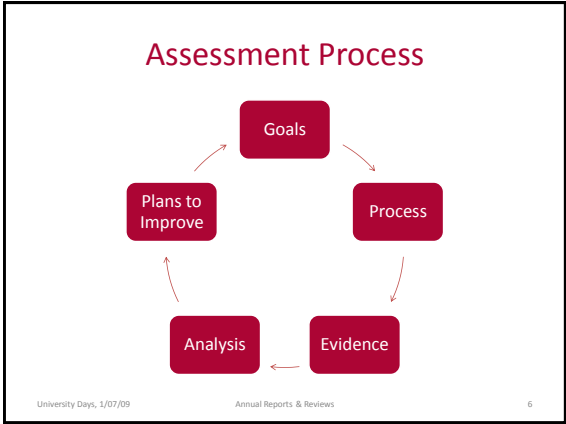 Assessment Process
Goals
Process
Evidence
Analysis
Plans to
Improve
University Days, 1/07/09
Annual Reports & Reviews
6